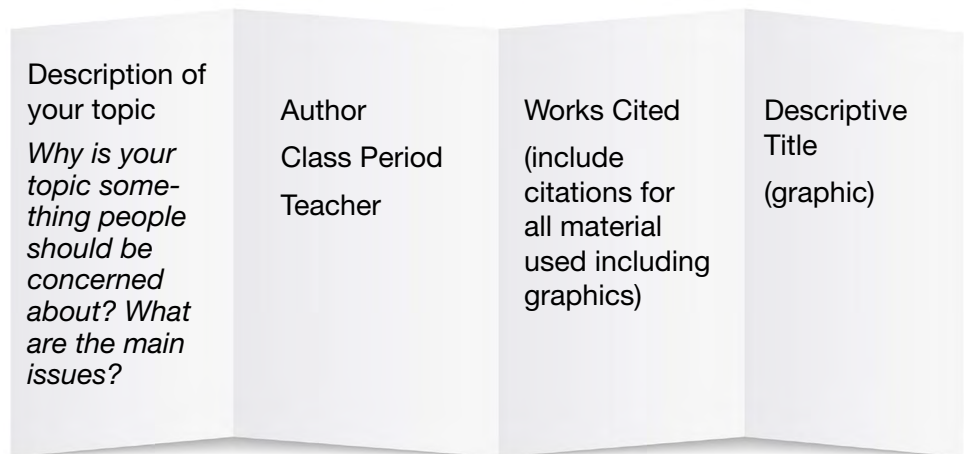 Description of
your topic
Why is your
topic some-
thing people
should be
concerned
about? What
are the main
issues?
Author
Class Period
Teacher
Works Cited
(include
citations for
all material
used including
graphics)
Descriptive
Title
(graphic)